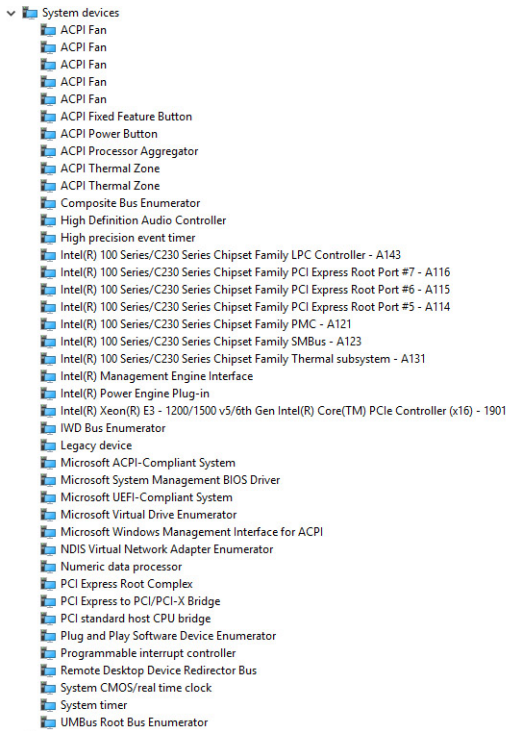 System devices
ACPI Fan
ACPI Fan
ACPI Fan
ACPI Fan
ACPI Fan
ACPI Fixed Feature Button
ACPI Power Button
ACPI Processor Aggregator
ACPI Thermal Zone
ACPI Thermal Zone
Composite Bus Enumerator
High Definition Audio Controller
High precision event timer
Intel(R) 100 Series/C230 Series Chipset Family LPC Controller - A143
Intel(R) 100 Series/C230 Series Chipset Family PCI Express Root Port #7 - A116
Intel(R) 100 Series/C230 Series Chipset Family PCI Express Root Port #6 - A115
Intel(R) 100 Series/C230 Series Chipset Family PCI Express Root Port #5 - A114
Intel(R) 100 Series/C230 Series Chipset Family PMC - A121
Intel(R) 100 Series/C230 Series Chipset Family SMBus - A123
Intel(R) 100 Series/C230 Series Chipset Family Thermal subsystem - A131
Intel(R) Management Engine Interface
Intel(R) Power Engine Plug-in
Intel(R) Xeon(R) E3 - 1200/1500 v5/6th Gen Intel(R) Core(TM) PCIe Controller (x16) - 1901
IWD Bus Enumerator
Legacy device
Microsoft ACPI-Compliant System
Microsoft System Management BIOS Driver
Microsoft UEFI-Compliant System
Microsoft Virtual Drive Enumerator
Microsoft Windows Management Interface for ACPI
NDIS Virtual Network Adapter Enumerator
Numeric data processor
PCI Express Root Complex
PCI Express to PCI/PCI-X Bridge
PCI standard host CPU bridge
Plug and Play Software Device Enumerator
Programmable interrupt controller
Remote Desktop Device Redirector Bus
System CMOS/real time clock
System timer
UMBus Root Bus Enumerator